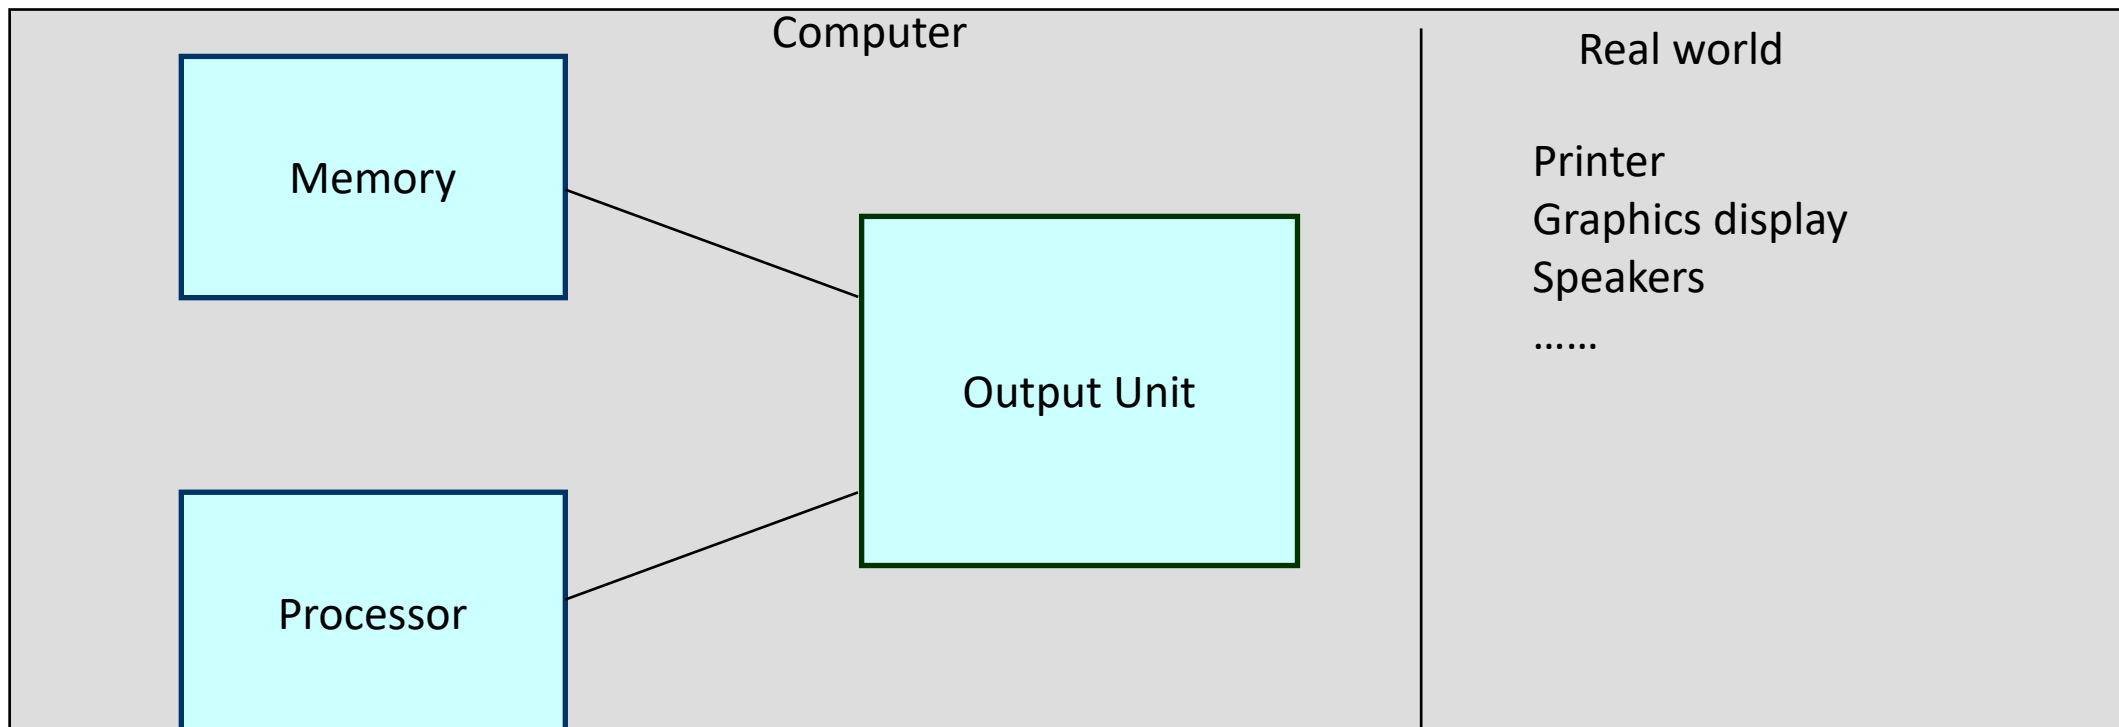 Computer
Real world
Memory
Printer
Graphics display
Speakers
......
Output Unit
Processor